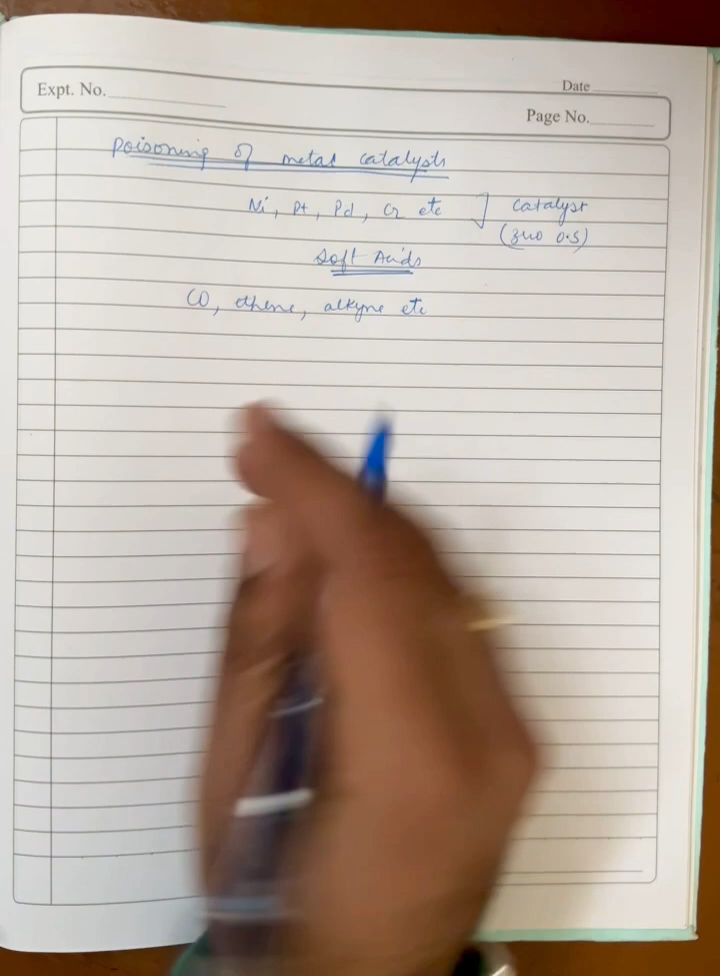 Expt. No.
Date
Page No.
Poisoning of metal catalysts
Ni, Pt, Pd, Cr etc ] catalyst
(zero O.S)
Soft Acids
CO, ethene, alkyne etc